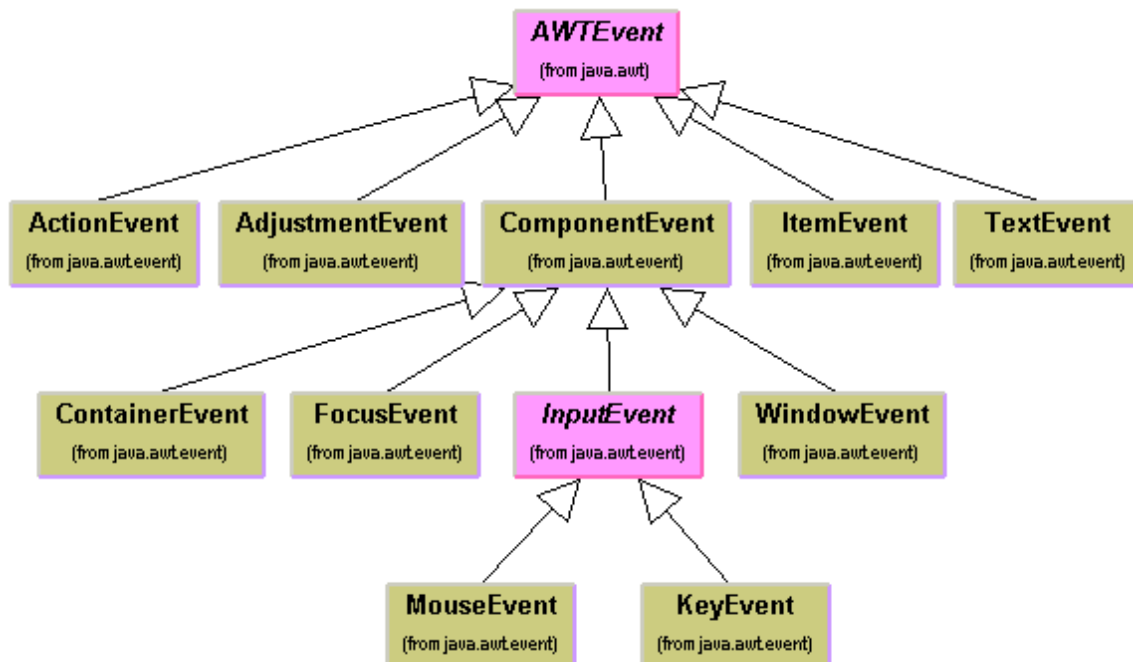 AWTEvent
(from java.awt)
ActionEvent
(from java.awt.event)
AdjustmentEvent
(from java.awt.event)
ComponentEvent
(from java.awt.event)
ItemEvent
(from java.awt.event)
TextEvent
(from java.awt.event)
ContainerEvent
(from java.awt.event)
FocusEvent
(from java.awt.event)
InputEvent
(from java.awt.event)
WindowEvent
(from java.awt.event)
MouseEvent
(from java.awt.event)
KeyEvent
(from java.awt.event)